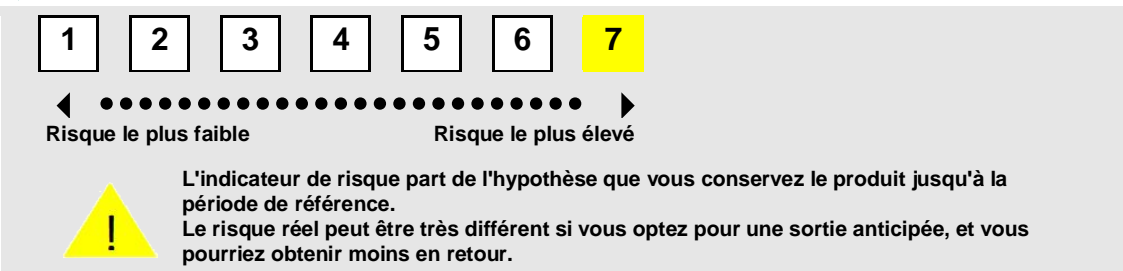 1 2 3 4 5 6 7
Risque le plus faible Risque le plus élevé
!
L'indicateur de risque part de l'hypothèse que vous conservez le produit jusqu'à la
période de référence.
Le risque réel peut être très différent si vous optez pour une sortie anticipée, et vous
pourriez obtenir moins en retour.